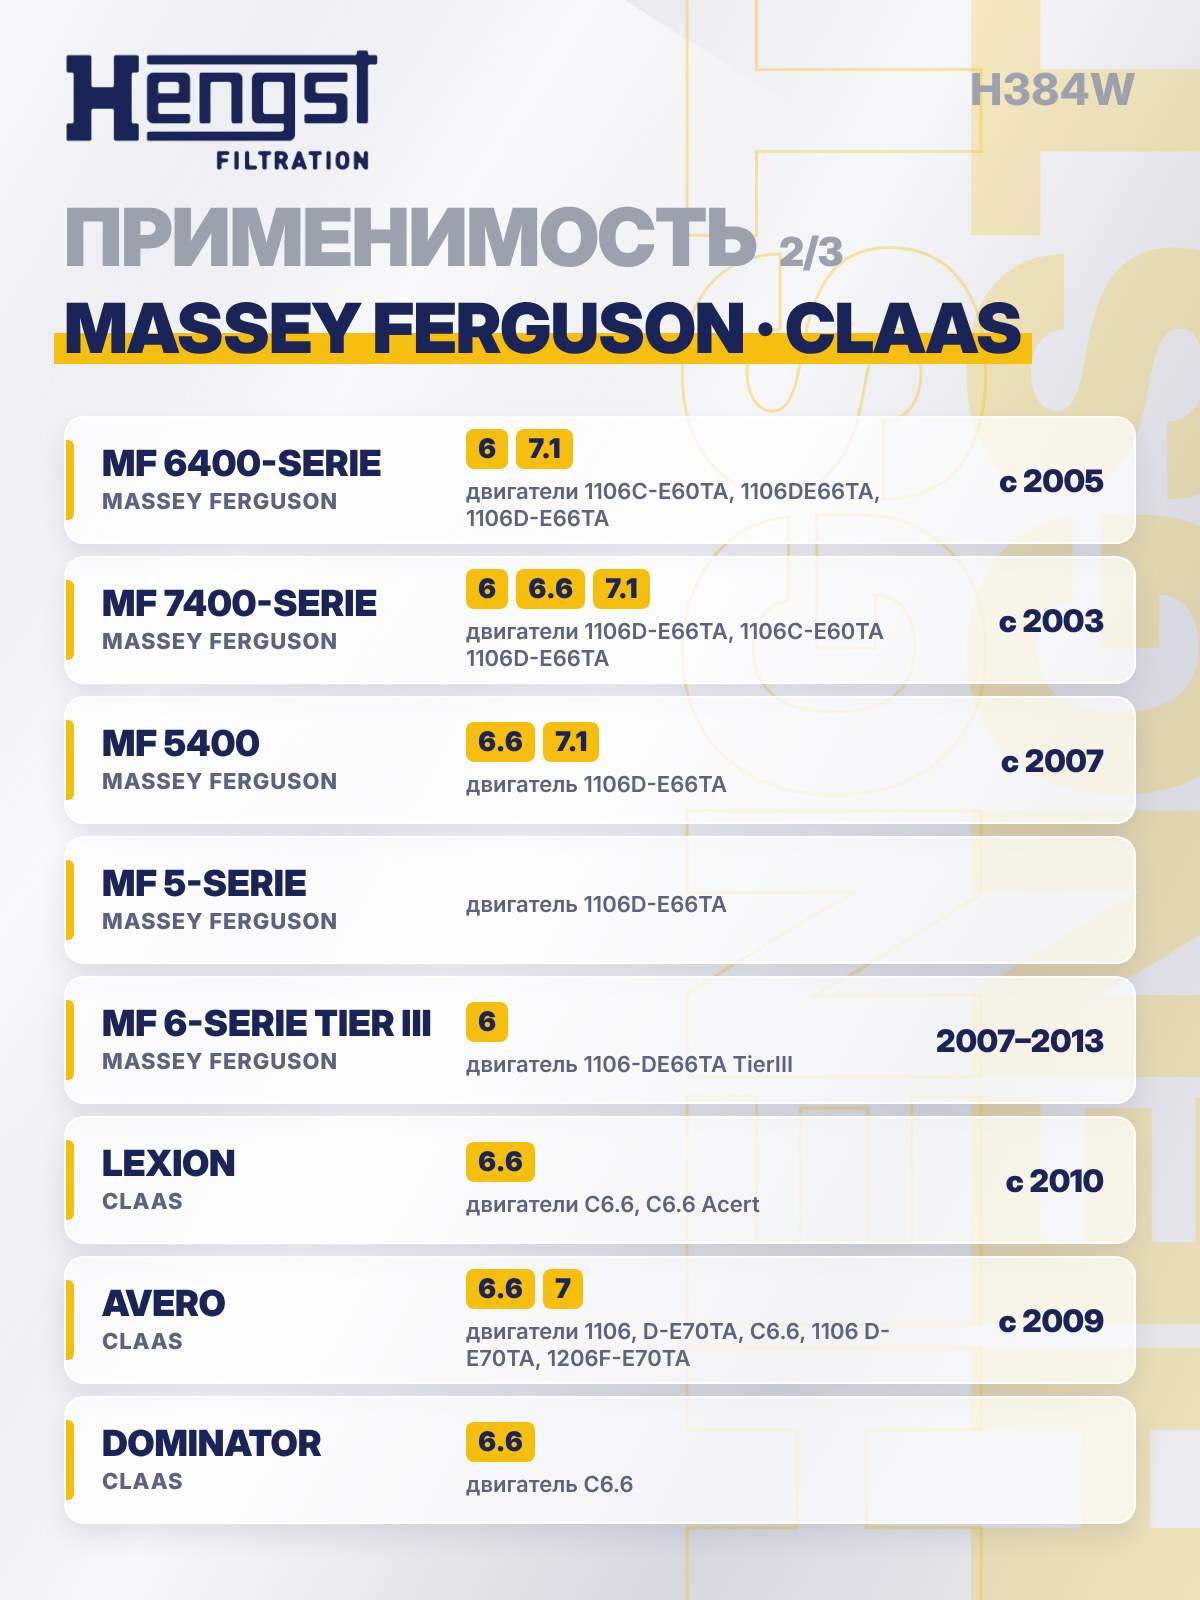 Hengst
FILTRATION
H384W
ПРИМЕНИМОСТЬ 2/3
MASSEY FERGUSON · CLAAS
MF 6400-SERIE
MASSEY FERGUSON
6 7.1
двигатели 1106C-E60TA, 1106DE66TA,
1106D-E66TA
с 2005
MF 7400-SERIE
MASSEY FERGUSON
6 6.6 7.1
двигатели 1106D-E66TA, 1106C-E60TA
1106D-E66TA
с 2003
MF 5400
MASSEY FERGUSON
6.6 7.1
двигатель 1106D-E66TA
с 2007
MF 5-SERIE
MASSEY FERGUSON
двигатель 1106D-E66TA
MF 6-SERIE TIER III
MASSEY FERGUSON
6
двигатель 1106-DE66TA TierIII
2007–2013
LEXION
CLAAS
6.6
двигатели C6.6, C6.6 Acert
с 2010
AVERO
CLAAS
6.6 7
двигатели 1106, D-E70TA, C6.6, 1106 D-
E70TA, 1206F-E70TA
с 2009
DOMINATOR
CLAAS
6.6
двигатель C6.6
HENGST
HENGST